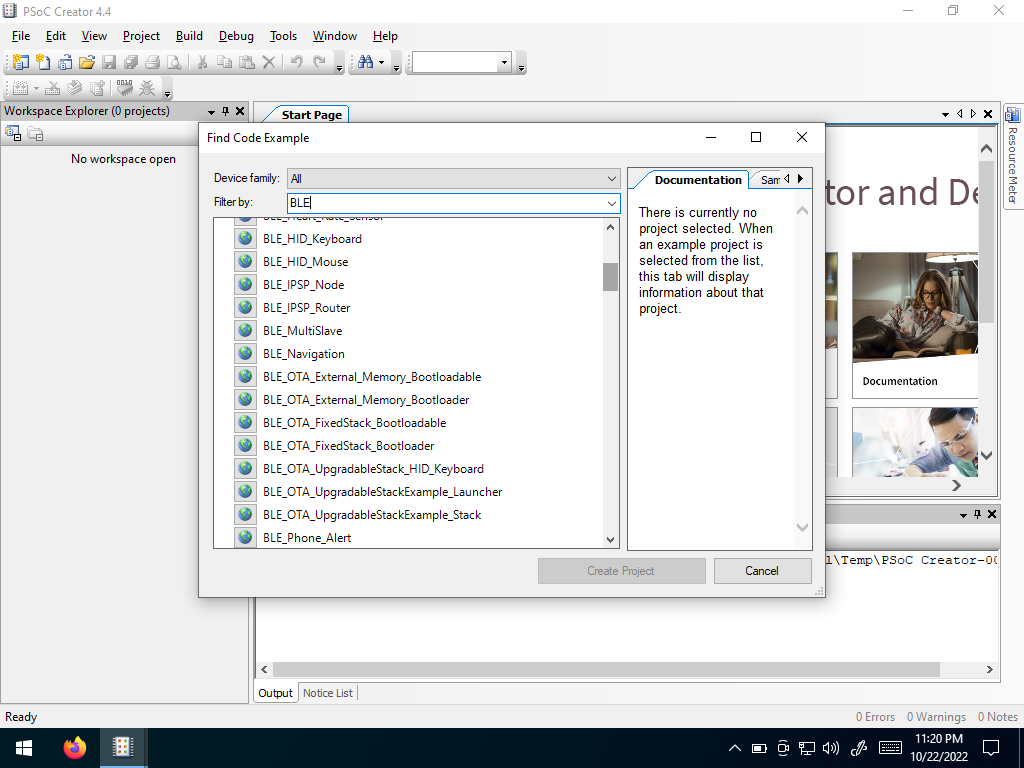 PSoC Creator 4.4
File Edit View Project Build Debug Tools Window Help
Workspace Explorer (0 projects)
No workspace open
Start Page
Resource Meter
tor and De
Documentation
Find Code Example
Device family: All
Filter by: BLE
BLE_Heart_Rate_Sensor
BLE_HID_Keyboard
BLE_HID_Mouse
BLE_IPSP_Node
BLE_IPSP_Router
BLE_MultiSlave
BLE_Navigation
BLE_OTA_External_Memory_Bootloadable
BLE_OTA_External_Memory_Bootloader
BLE_OTA_FixedStack_Bootloadable
BLE_OTA_FixedStack_Bootloader
BLE_OTA_UpgradableStack_HID_Keyboard
BLE_OTA_UpgradableStackExample_Launcher
BLE_OTA_UpgradableStackExample_Stack
BLE_Phone_Alert
Documentation Sam
There is currently no
project selected. When
an example project is
selected from the list,
this tab will display
information about that
project.
Create Project Cancel
l\Temp\PSoC Creator-00
Output Notice List
Ready 0 Errors 0 Warnings 0 Notes
11:20 PM
10/22/2022